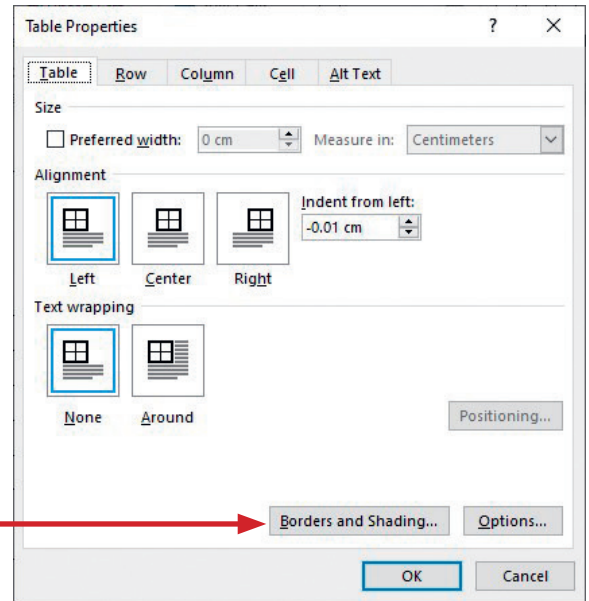 Table Properties ? X
Table Row Column Cell Alt Text
Size
Preferred width: 0 cm Measure in: Centimeters
Alignment
Indent from left:
-0.01 cm
Left Center Right
Text wrapping
None Around
Positioning...
Borders and Shading... Options...
OK Cancel